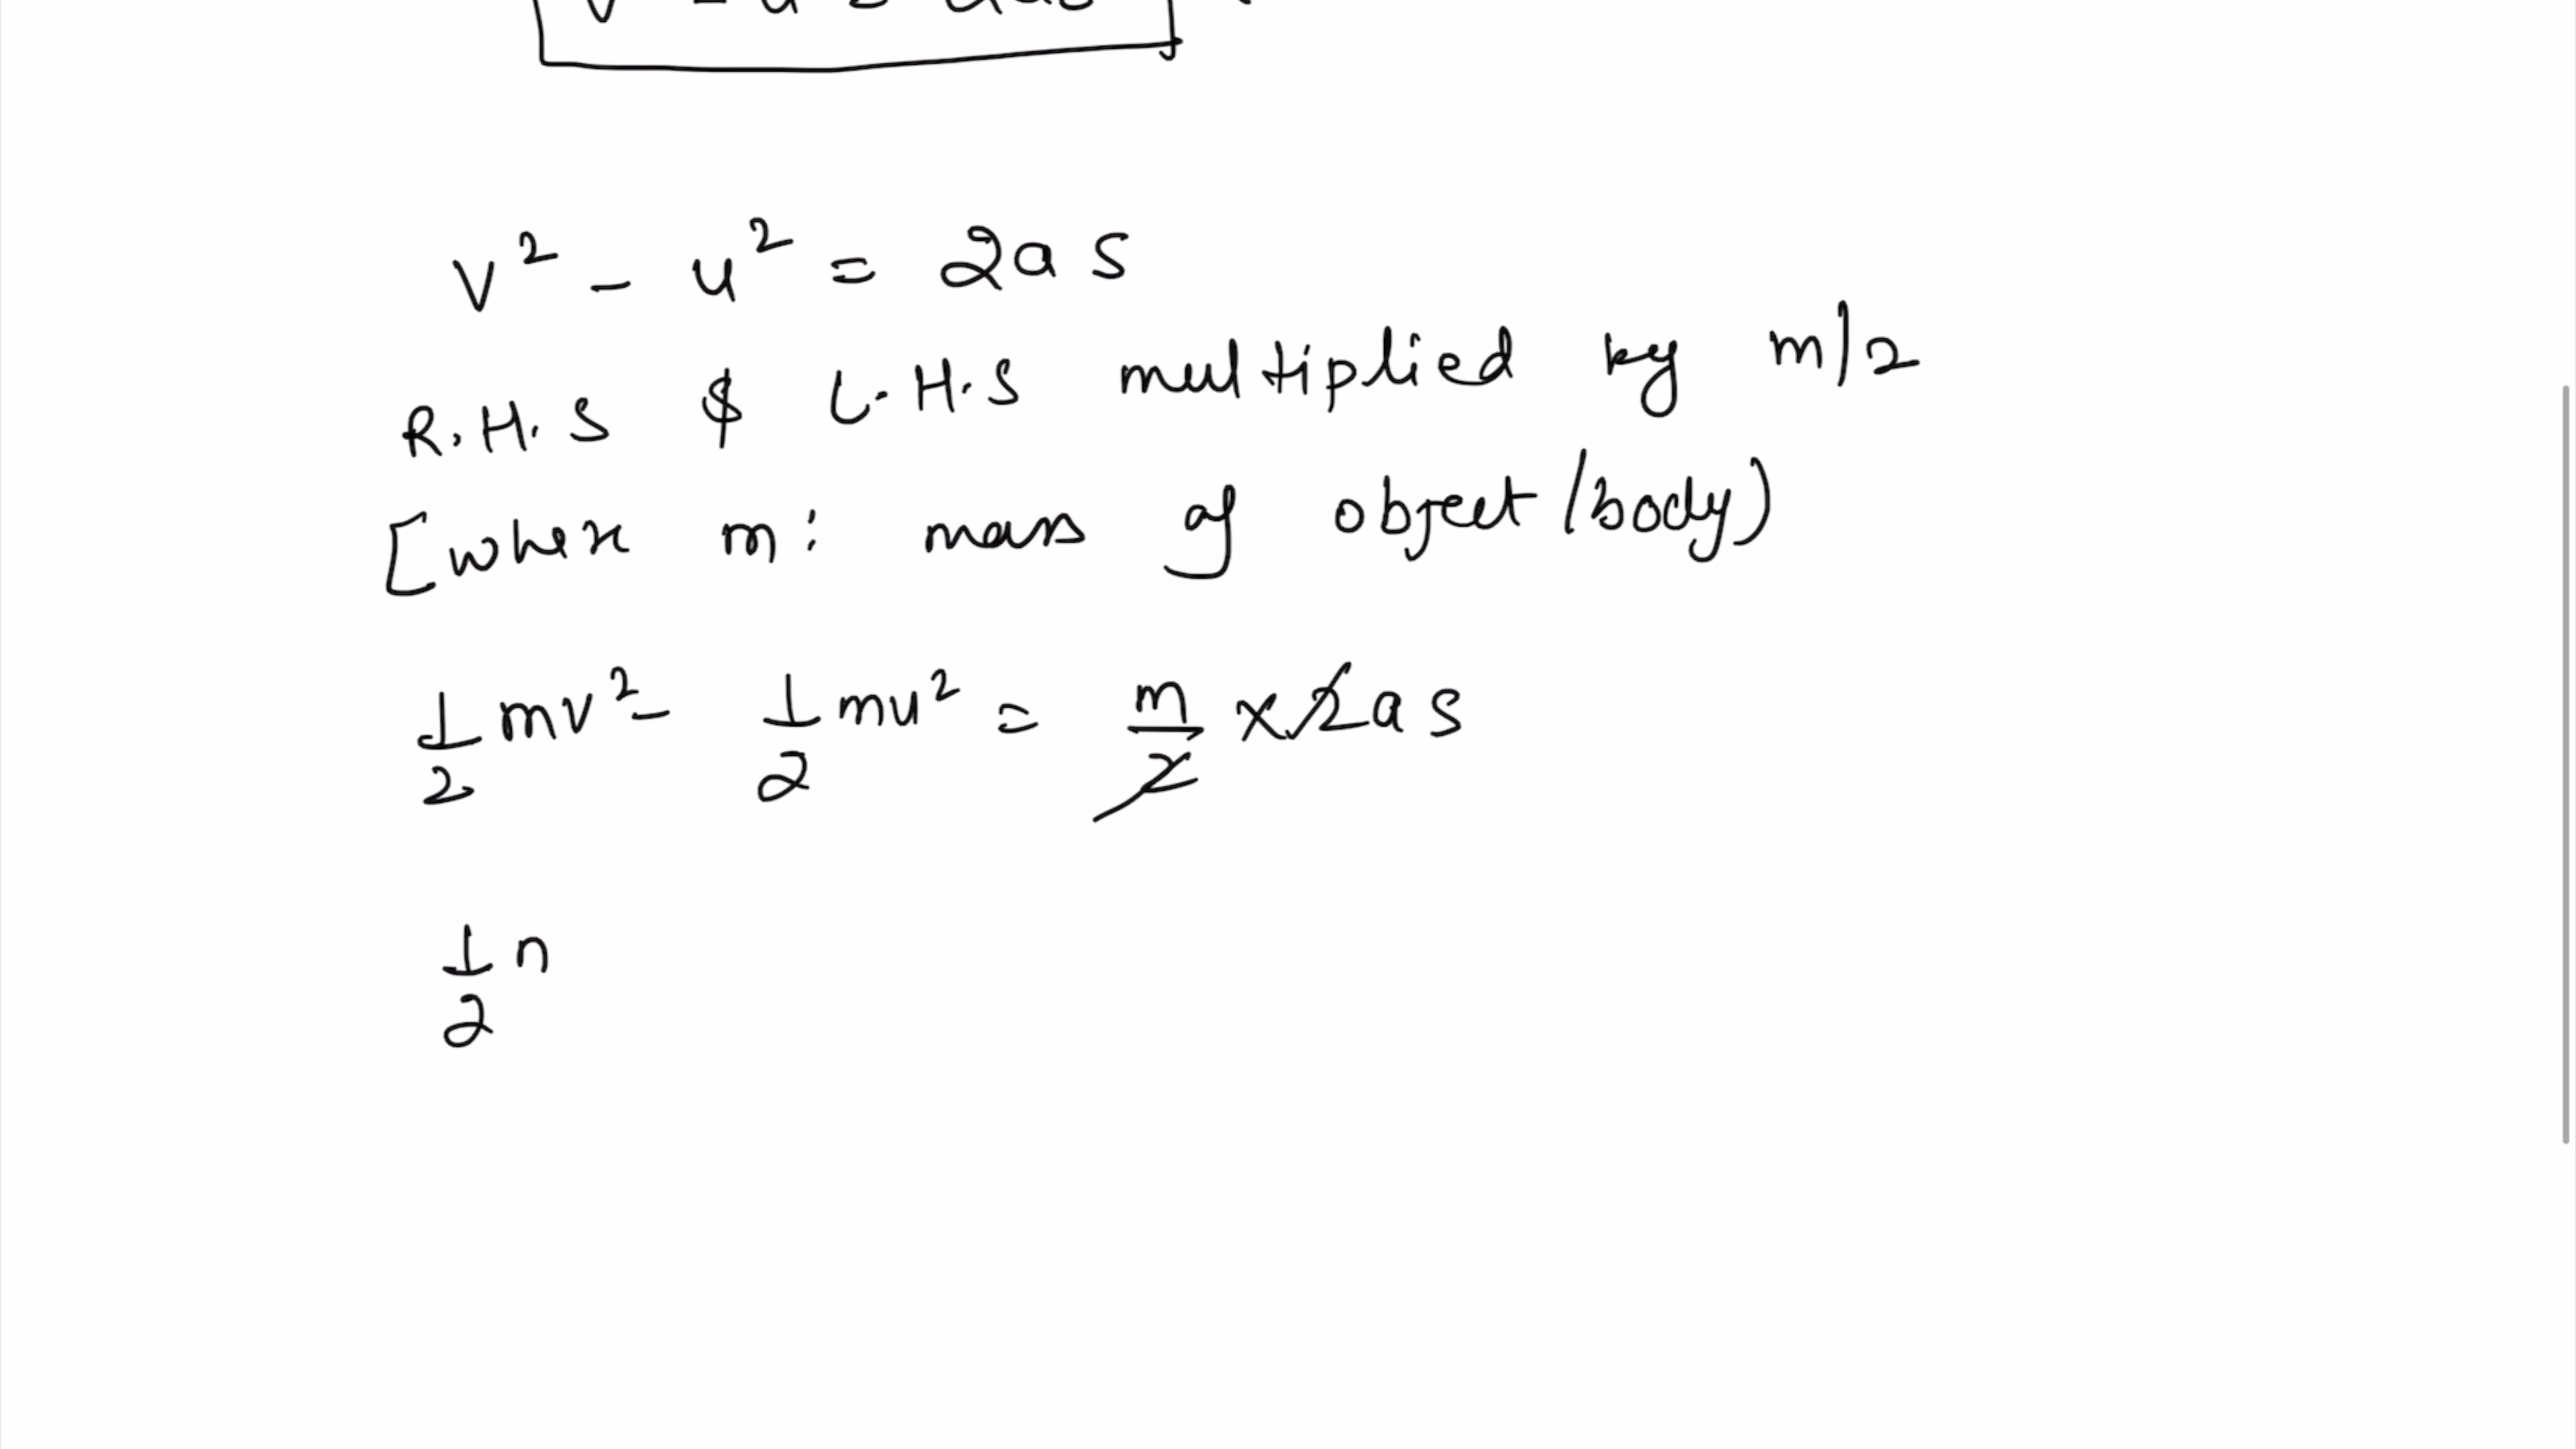 v² - u² = 2as
R.H.S & L.H.S multiplied by m/2
[where m: mass of object/body)
1/2 mv² - 1/2 mu² = m/2 x 2as
1/2 n